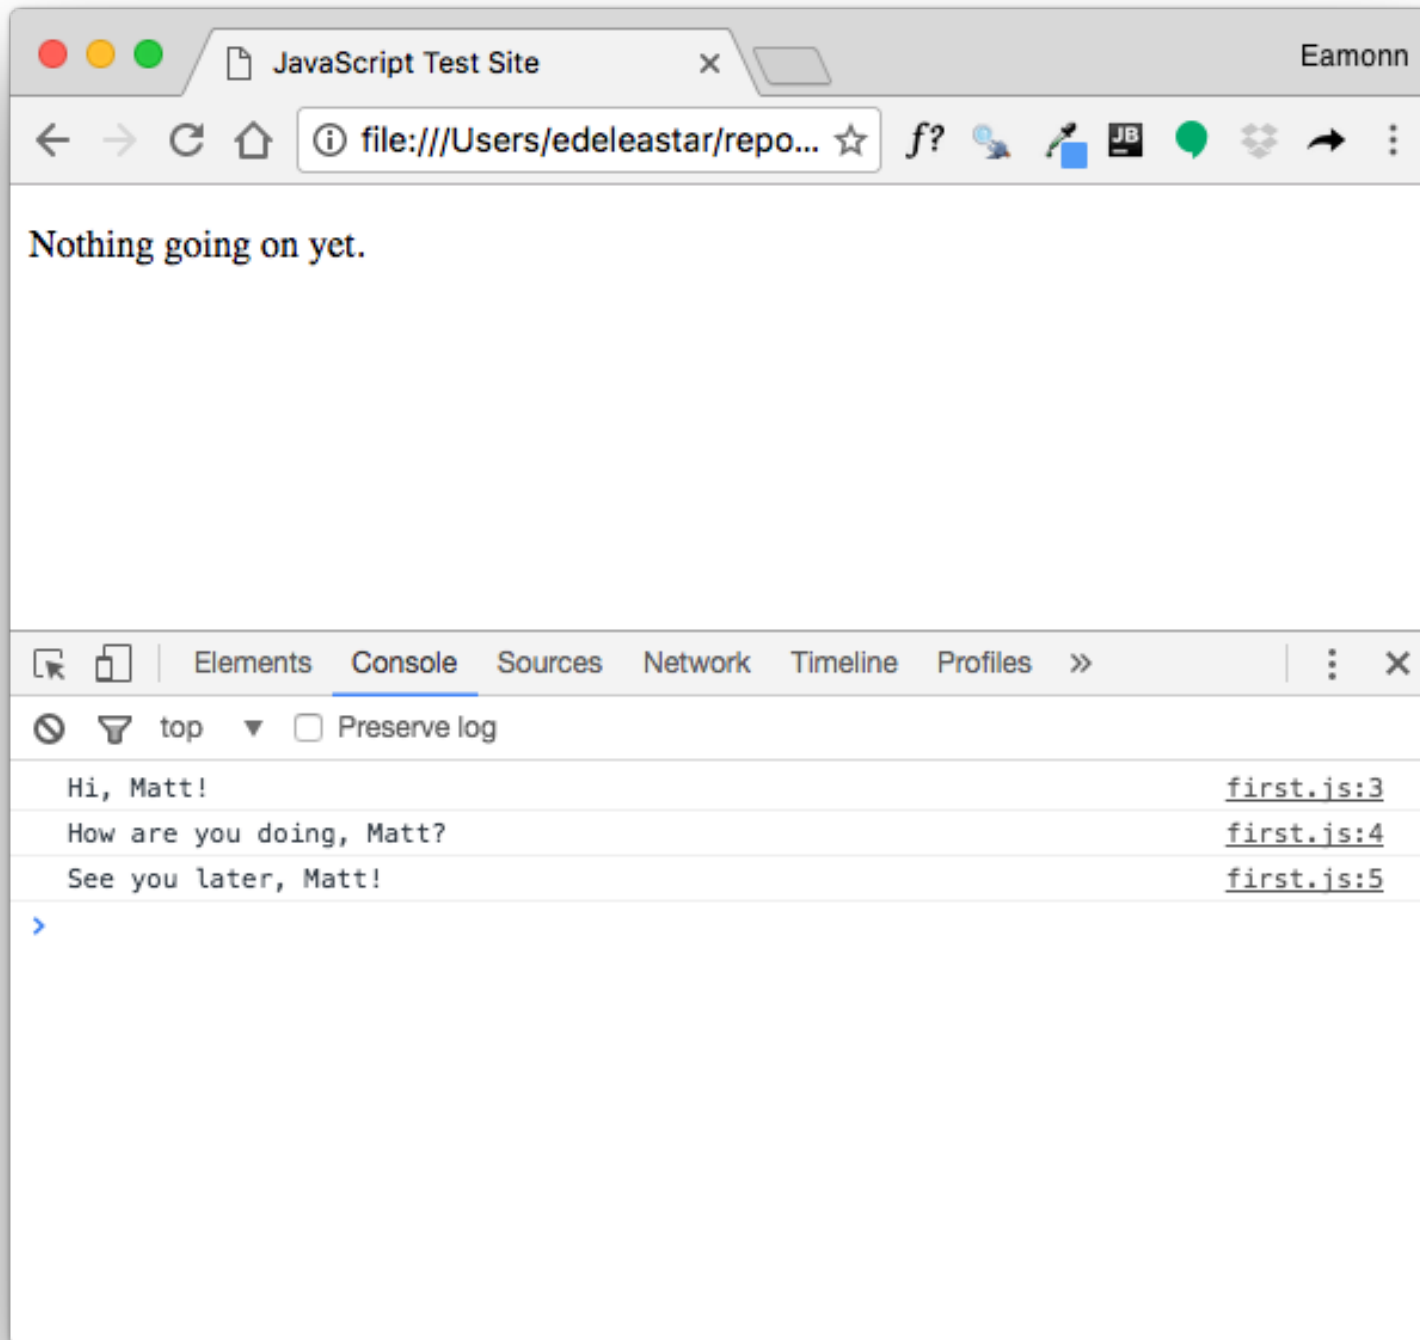 JavaScript Test Site
Eamonn
file:///Users/edeleastar/repo...
f?
JB
Nothing going on yet.
Elements Console Sources Network Timeline Profiles »
top Preserve log
Hi, Matt! first.js:3
How are you doing, Matt? first.js:4
See you later, Matt! first.js:5